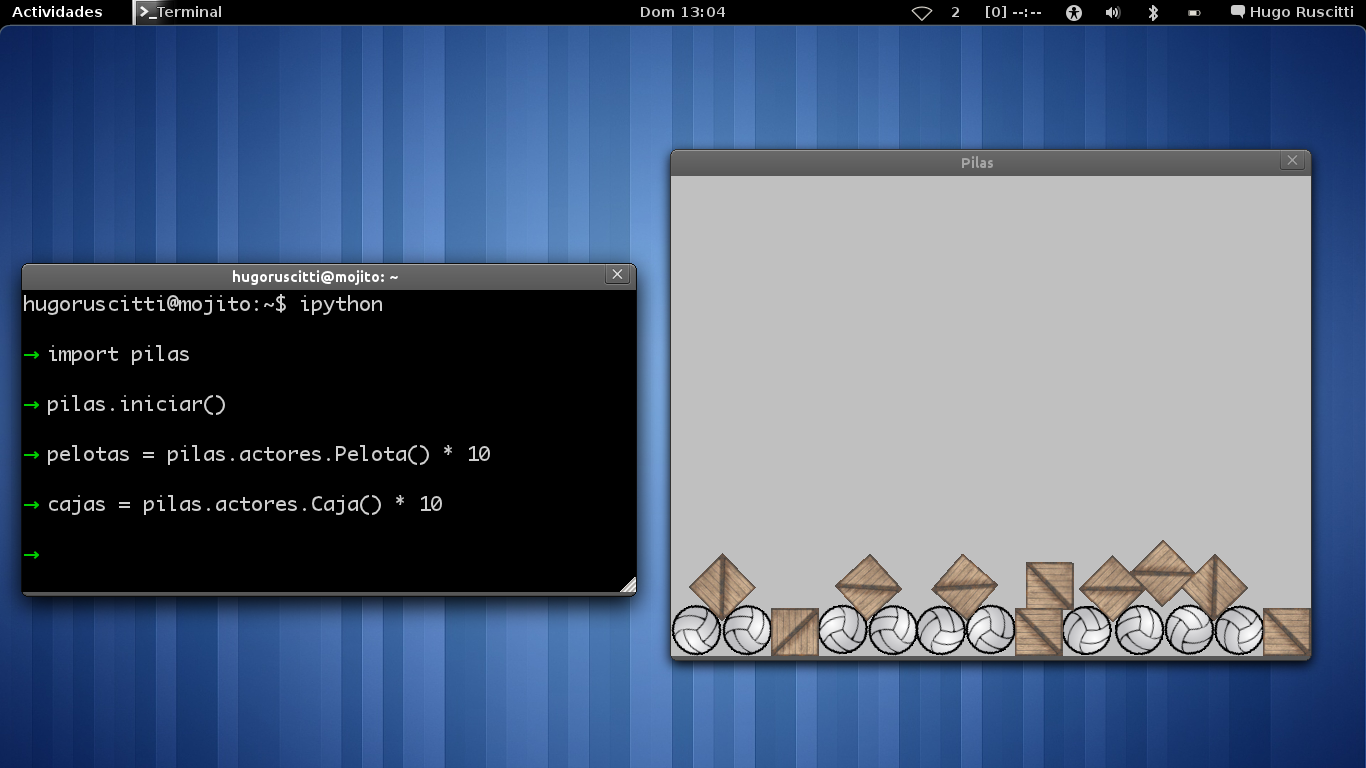 Actividades
Terminal
Dom 13:04
2
[0] --:--
Hugo Ruscitti
Pilas
hugoruscitti@mojito: ~
hugoruscitti@mojito:~$ ipython
→ import pilas
→ pilas.iniciar()
→ pelotas = pilas.actores.Pelota() * 10
→ cajas = pilas.actores.Caja() * 10
→